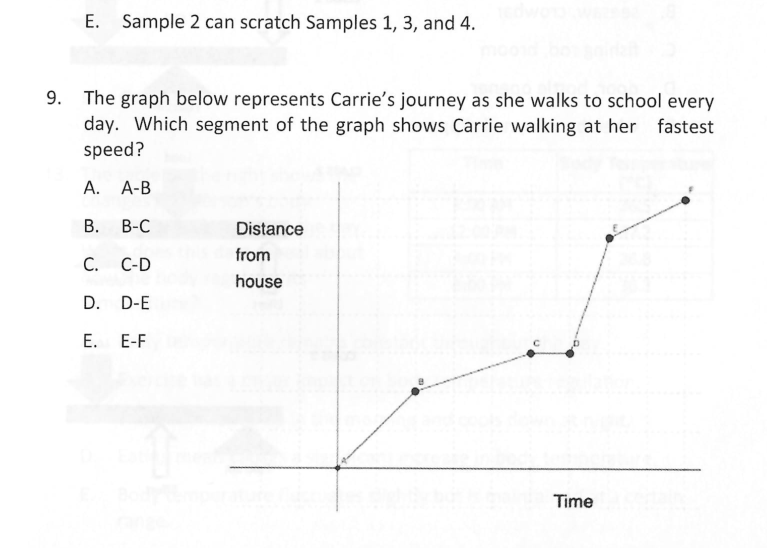 E. Sample 2 can scratch Samples 1, 3, and 4.
9. The graph below represents Carrie's journey as she walks to school every
day. Which segment of the graph shows Carrie walking at her fastest
speed?
A. A-B
B. B-C
C. C-D
D. D-E
E. E-F
Distance
from
house
A
B
C
D
E
F
Time